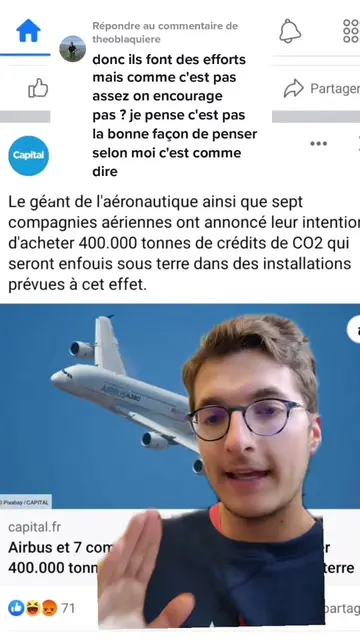 Répondre au commentaire de
theoblaquiere
donc ils font des efforts
mais comme c'est pas
assez on encourage
pas ? je pense c'est pas
la bonne façon de penser
selon moi c'est comme
dire
Partager
Capital
Le géant de l'aéronautique ainsi que sept
compagnies aériennes ont annoncé leur intention
d'acheter 400.000 tonnes de crédits de CO2 qui
seront enfouis sous terre dans des installations
prévues à cet effet.
AIRBUS A380
© Pixabay / CAPITAL
capital.fr
Airbus et 7 com
400.000 tonn
terre
71
partag